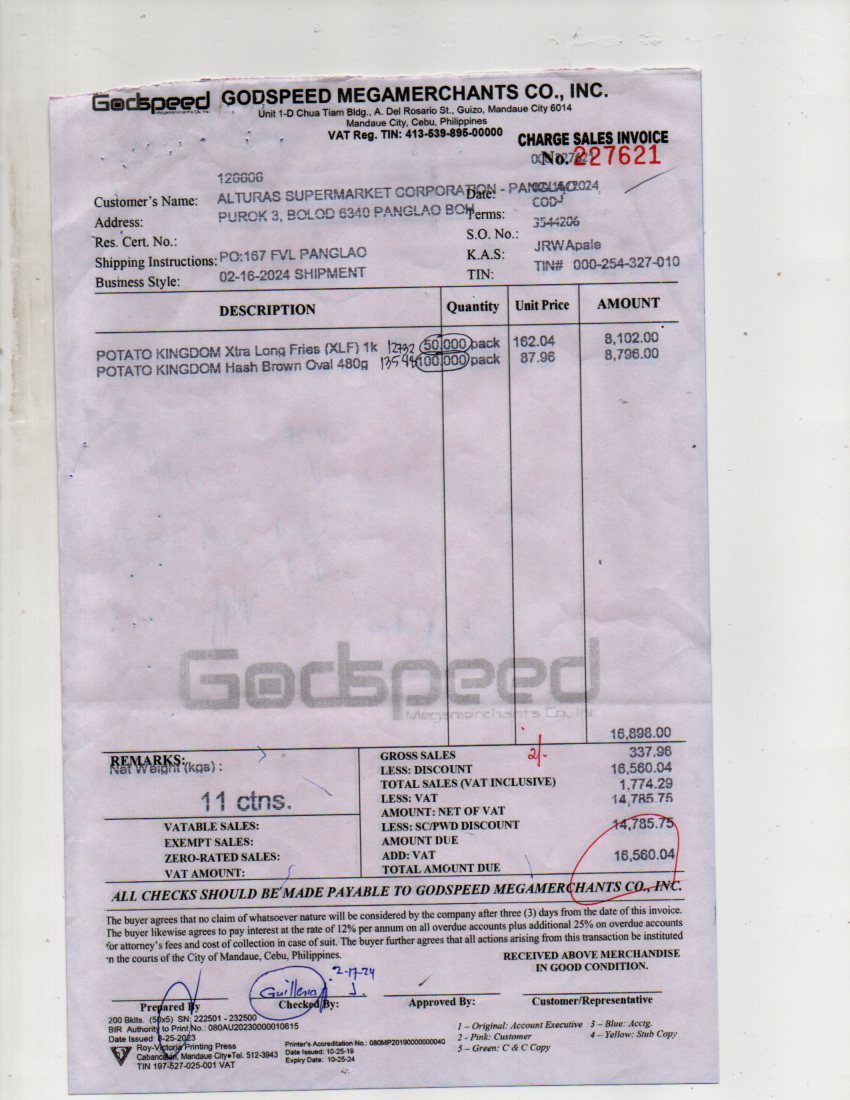 Godspeed GODSPEED MEGAMERCHANTS CO., INC.
Unit 1-D Chua Tiam Bldg., A. Del Rosario St., Guizo, Mandaue City 6014
Mandaue City, Cebu, Philippines
VAT Reg. TIN: 413-539-895-00000
CHARGE SALES INVOICE
No. 227621
120606
Customer's Name: ALTURAS SUPERMARKET CORPORATION - PANGLAO
Date: 2024
Address: PUROK 3, BOLOD 6340 PANGLAO BOH
Terms: COD
Res. Cert. No.:
S.O. No.: 3544206
Shipping Instructions: PO:167 FVL PANGLAO
K.A.S: JRWApale
Business Style: 02-16-2024 SHIPMENT
TIN: TIN# 000-254-327-010
DESCRIPTION Quantity Unit Price AMOUNT
POTATO KINGDOM Xtra Long Fries (XLF) 1k 12732 50.000 pack 162.04 8,102.00
POTATO KINGDOM Hash Brown Oval 480g 100.000 pack 87.96 8,796.00
Godspeed
Megamerchants Co., Inc
16,898.00
REMARKS:
Net Weight (kgs) :
11 ctns.
GROSS SALES 337.96
LESS: DISCOUNT 16,560.04
TOTAL SALES (VAT INCLUSIVE) 1,774.29
LESS: VAT 14,785.75
AMOUNT: NET OF VAT
LESS: SC/PWD DISCOUNT 14,785.75
AMOUNT DUE
ADD: VAT 16,560.04
TOTAL AMOUNT DUE
VATABLE SALES:
EXEMPT SALES:
ZERO-RATED SALES:
VAT AMOUNT:
ALL CHECKS SHOULD BE MADE PAYABLE TO GODSPEED MEGAMERCHANTS CO., INC.
The buyer agrees that no claim of whatsoever nature will be considered by the company after three (3) days from the date of this invoice.
The buyer likewise agrees to pay interest at the rate of 12% per annum on all overdue accounts plus additional 25% on overdue accounts
for attorney's fees and cost of collection in case of suit. The buyer further agrees that all actions arising from this transaction be instituted
n the courts of the City of Mandaue, Cebu, Philippines.
RECEIVED ABOVE MERCHANDISE
IN GOOD CONDITION.
2-17-24
Prepared By
Checked By:
Approved By:
Customer/Representative
200 Bklts. (50x5) SN: 222501 - 232500
BIR Authority to Print No.: 080AU20230000010615
Date Issued: 8-25-2023
Roy-Victoria Printing Press
Cabancalan, Mandaue City•Tel. 512-3943
TIN 197-527-025-001 VAT
Printer's Accreditation No.: 080MP20190000000040
Date Issued: 10-25-19
Expiry Date: 10-25-24
1 – Original: Account Executive 3 – Blue: Acctg.
2 - Pink: Customer 4 – Yellow: Stub Copy
5 – Green: C & C Copy